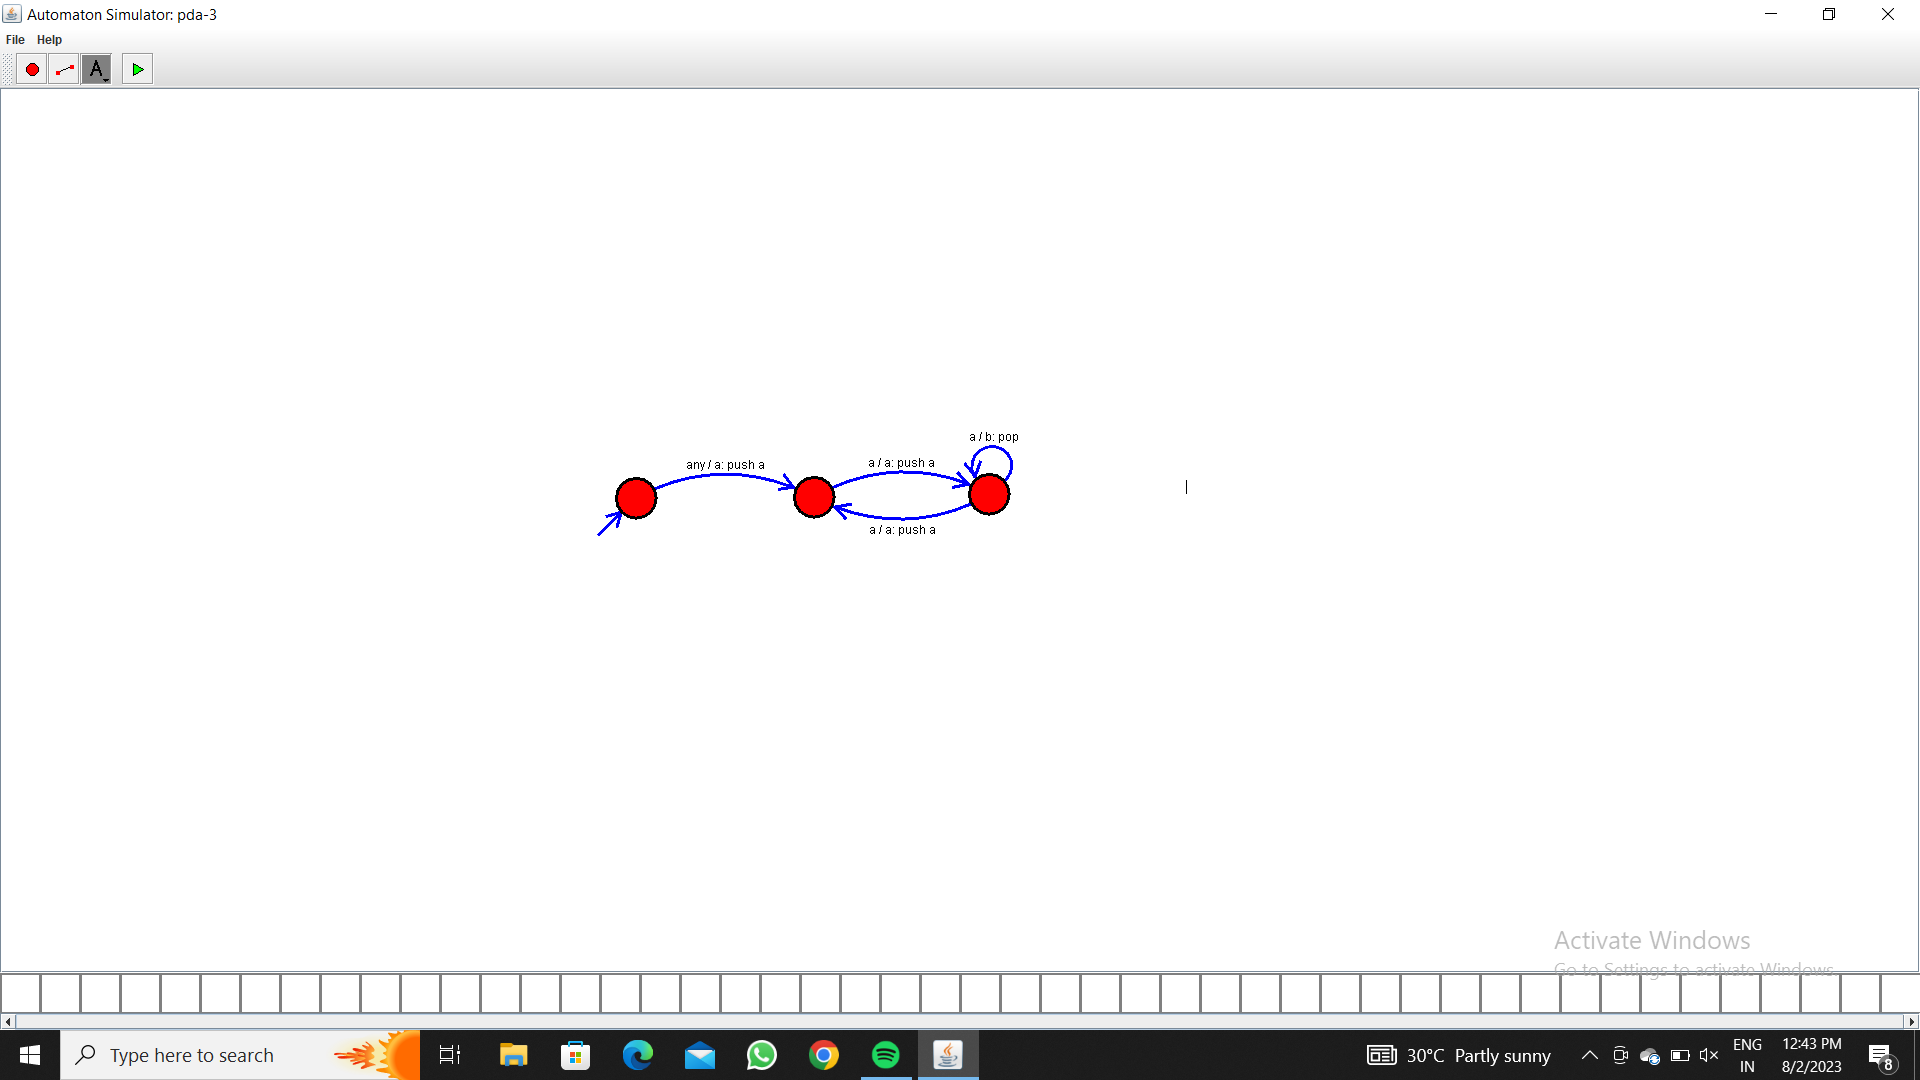 Automaton Simulator: pda-3
File Help
A
a / b: pop
any / a: push a
a / a: push a
a / a: push a
Activate Windows
Go to Settings to activate Windows.
Type here to search
30°C Partly sunny
ENG
IN
12:43 PM
8/2/2023
8